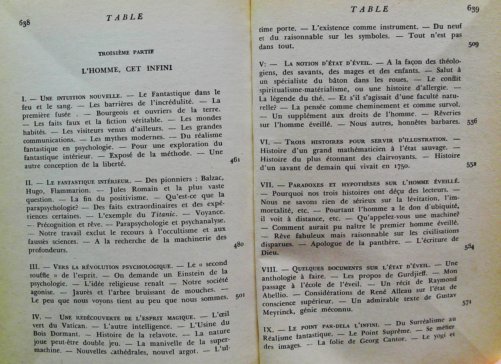 638
TABLE
TROISIÈME PARTIE
L'HOMME, CET INFINI
I. — UNE INTUITION NOUVELLE. — Le Fantastique dans le
feu et le sang. — Les barrières de l'incrédulité. — La
première fusée . — Bourgeois et ouvriers de la terre.
— Les faits faux et la fiction véritable. — Les mondes
habités. — Les visiteurs venus d'ailleurs. — Les grandes
communications. — Les mythes modernes. — Du réalisme
fantastique en psychologie. — Pour une exploration du
fantastique intérieur. — Exposé de la méthode. — Une
autre conception de la liberté. 461
II. — LE FANTASTIQUE INTÉRIEUR. — Des pionniers : Balzac,
Hugo, Flammarion. — Jules Romain et la plus vaste
question. — La fin du positivisme. — Qu'est-ce que la
parapsychologie? — Des faits extraordinaires et des expé-
riences certaines. — L'exemple du Titanic. — Voyance.
— Précognition et rêve. — Parapsychologie et psychanalyse.
— Notre travail exclut le recours à l'occultisme et aux
fausses sciences. — A la recherche de la machinerie des
profondeurs. 480
III. — VERS LA RÉVOLUTION PSYCHOLOGIQUE. — Le « second
souffle » de l'esprit. — On demande un Einstein de la
psychologie. — L'idée religieuse renaît. — Notre société
agonise. — Jaurès et l'arbre bruissant de mouches. —
Le peu que nous voyons tient au peu que nous sommes. 501
IV. — UNE REDÉCOUVERTE DE L'ESPRIT MAGIQUE. — L'œil
vert du Vatican. — L'autre intelligence. — L'Usine du
Bois Dormant. — Histoire de la relavote. — La nature
joue peut-être double jeu. — La manivelle de la super-
machine. — Nouvelles cathédrales, nouvel argot. — L'ul-
TABLE
639
time porte. — L'existence comme instrument. — Du neuf
et du raisonnable sur les symboles. — Tout n'est pas
dans tout. 509
V: — LA NOTION D'ÉTAT D'ÉVEIL. — A la façon des théolo-
giens, des savants, des mages et des enfants. — Salut à
un spécialiste du bâton dans les roues. — Le conflit
spiritualisme-matérialisme, ou une histoire d'allergie. —
La légende du thé. — Et s'il s'agissait d'une faculté natu-
relle? — La pensée comme cheminement et comme survol.
— Un supplément aux droits de l'homme. — Rêveries
sur l'homme éveillé. — Nous autres, honnêtes barbares. 536
VI. — TROIS HISTOIRES POUR SERVIR D'ILLUSTRATION. —
Histoire d'un grand mathématicien à l'état sauvage. —
Histoire du plus étonnant des clairvoyants. — Histoire
d'un savant de demain qui vivait en 1750. 552
VII. — PARADOXES ET HYPOTHÈSES SUR L'HOMME ÉVEILLÉ.
— Pourquoi nos trois histoires ont déçu des lecteurs. —
Nous ne savons rien de sérieux sur la lévitation, l'im-
mortalité, etc. — Pourtant l'homme a le don d'ubiquité,
il voit à distance, etc. — Qu'appelez-vous une machine?
— Comment aurait pu naître le premier homme éveillé.
— Rêve fabuleux mais raisonnable sur les civilisations
disparues. — Apologue de la panthère. — L'écriture de
Dieu. 564
VIII. — QUELQUES DOCUMENTS SUR L'ÉTAT D'ÉVEIL. — Une
anthologie à faire. — Les propos de Gurdjieff. — Mon
passage à l'école de l'éveil. — Un récit de Raymond
Abellio. — Considérations de René Alleau sur l'état de
conscience supérieur. — Un admirable texte de Gustav
Meyrinck, génie méconnu. 571
IX. — LE POINT PAR-DELA L'INFINI. — Du Surréalisme au
Réalisme fantastique. — Le Point Suprême. — Se méfier
des images. — La folie de Georg Cantor. — Le yogi et